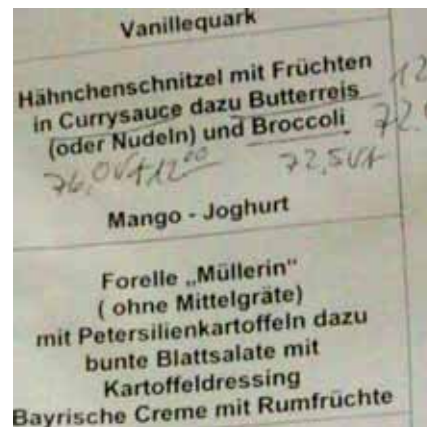 Vanillequark
Hähnchenschnitzel mit Früchten
in Currysauce dazu Butterreis
(oder Nudeln) und Broccoli
Mango - Joghurt
Forelle „Müllerin"
( ohne Mittelgräte)
mit Petersilienkartoffeln dazu
bunte Blattsalate mit
Kartoffeldressing
Bayrische Creme mit Rumfrüchte